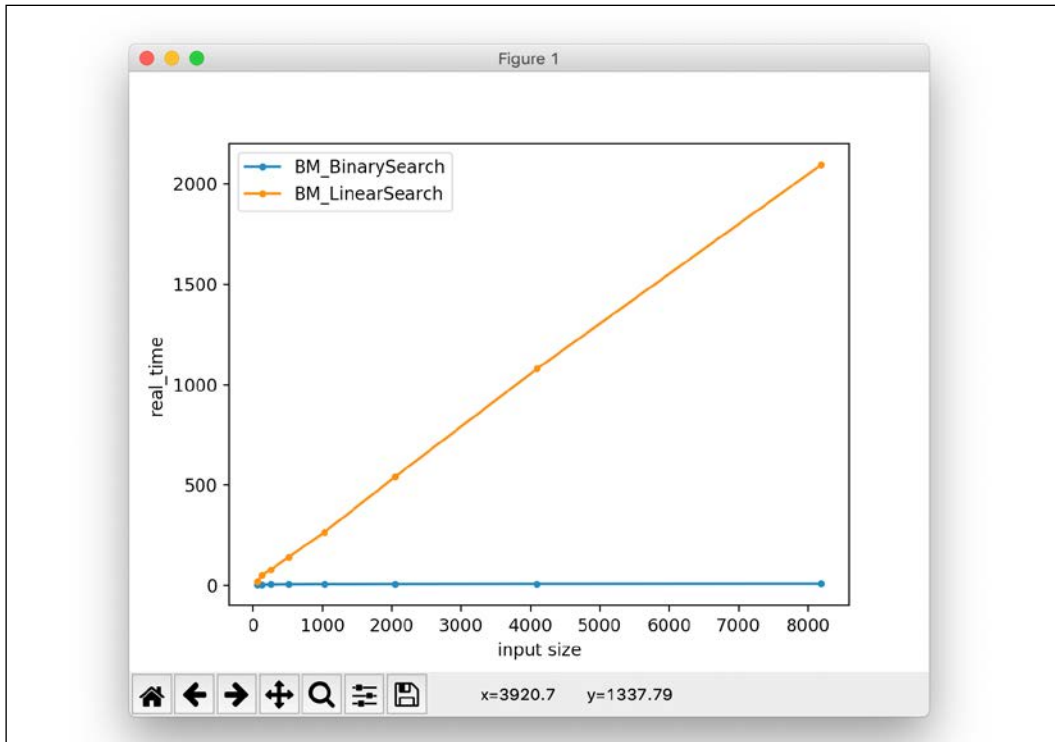 Figure 1
BM_BinarySearch
BM_LinearSearch
2000
1500
1000
500
0
real_time
0 1000 2000 3000 4000 5000 6000 7000 8000
input size
x=3920.7 y=1337.79